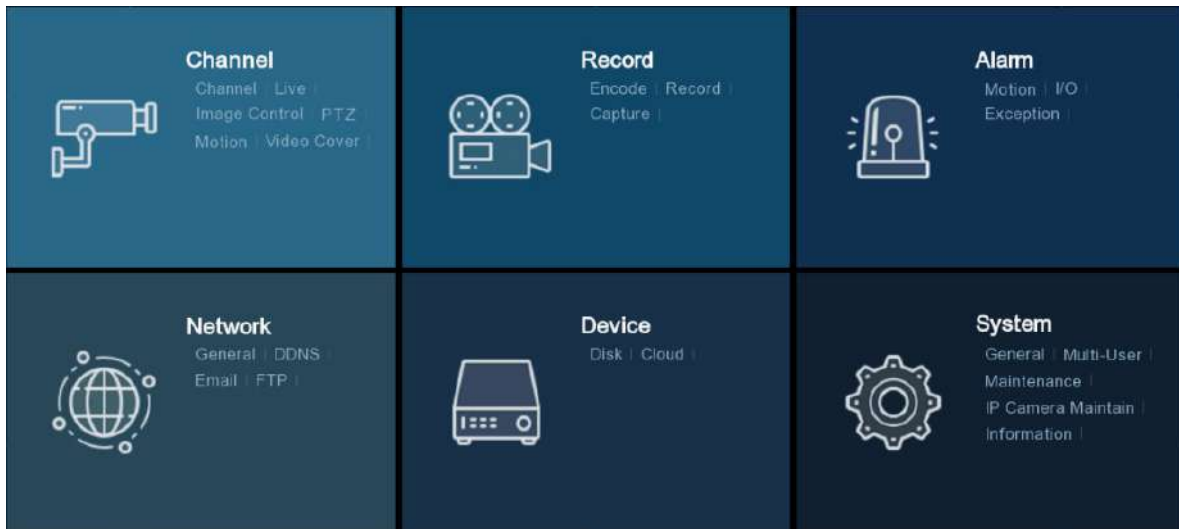 Channel
Channel | Live |
Image Control | PTZ |
Motion | Video Cover |
Record
Encode | Record |
Capture |
Alarm
Motion | I/O |
Exception |
Network
General | DDNS |
Email | FTP |
Device
Disk | Cloud |
System
General | Multi-User |
Maintenance |
IP Camera Maintain |
Information |